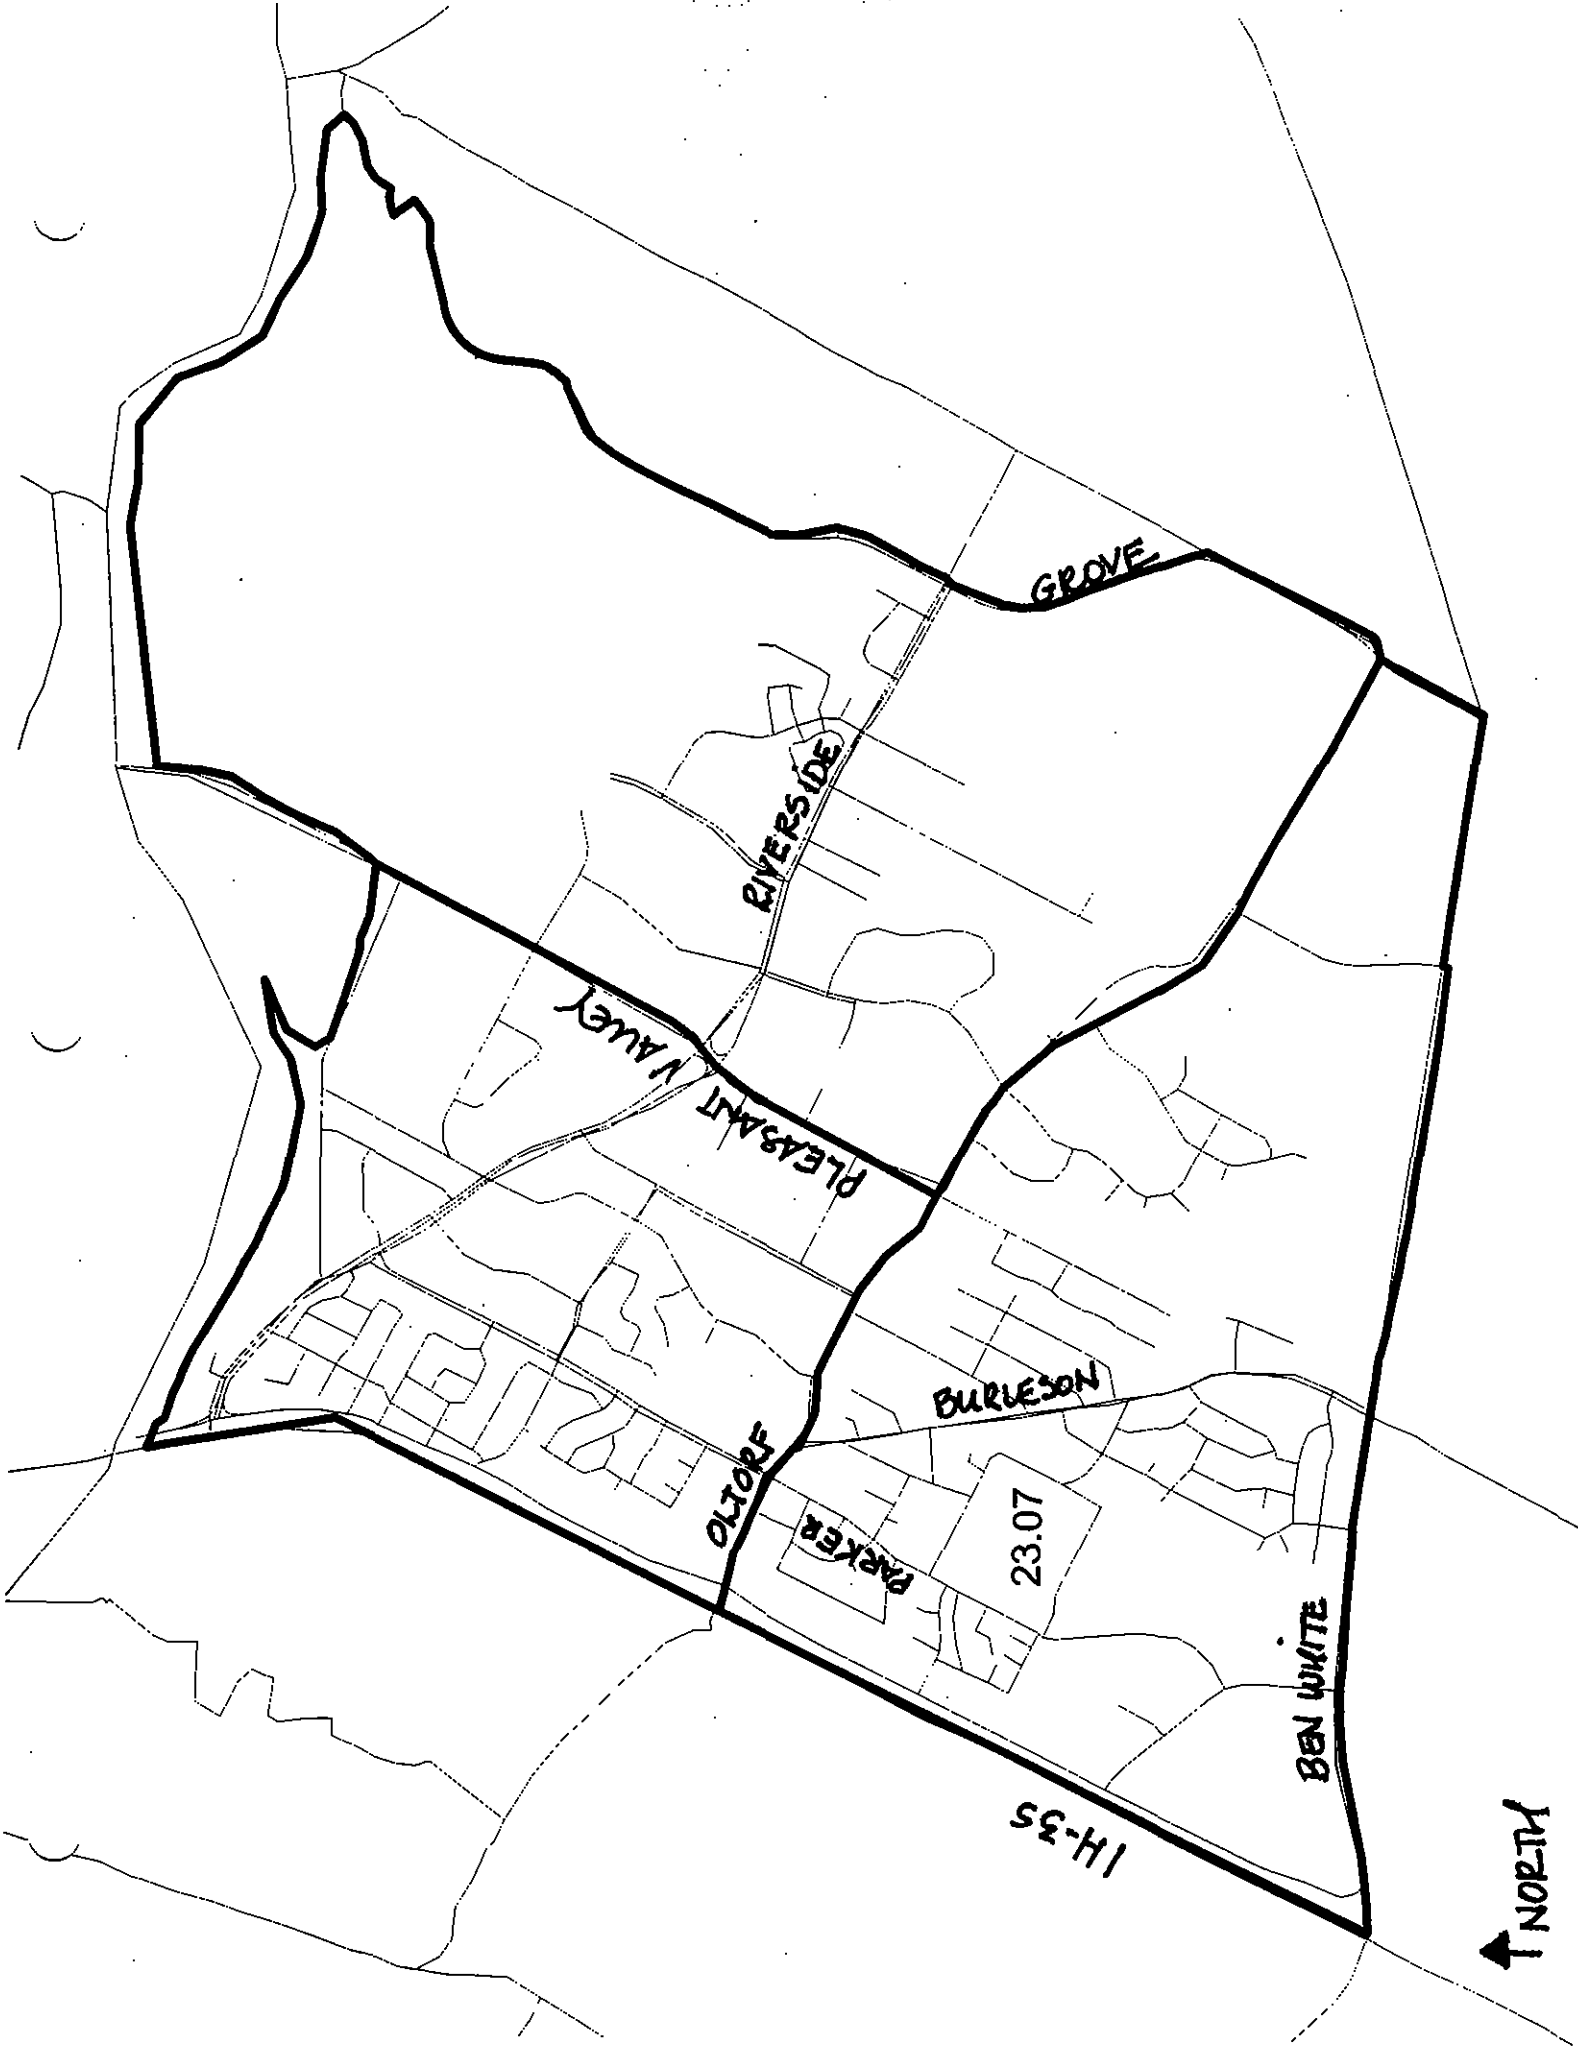 GROVE
RIVERSIDE
PLEASANT VALLEY
BURLESON
OLTORF
PARKER
23.07
BEN WHITE
IH-35
NORTH